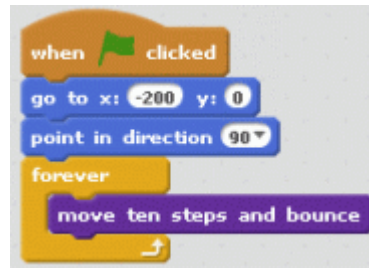 when clicked
go to x: -200 y: 0
point in direction 90
forever
move ten steps and bounce